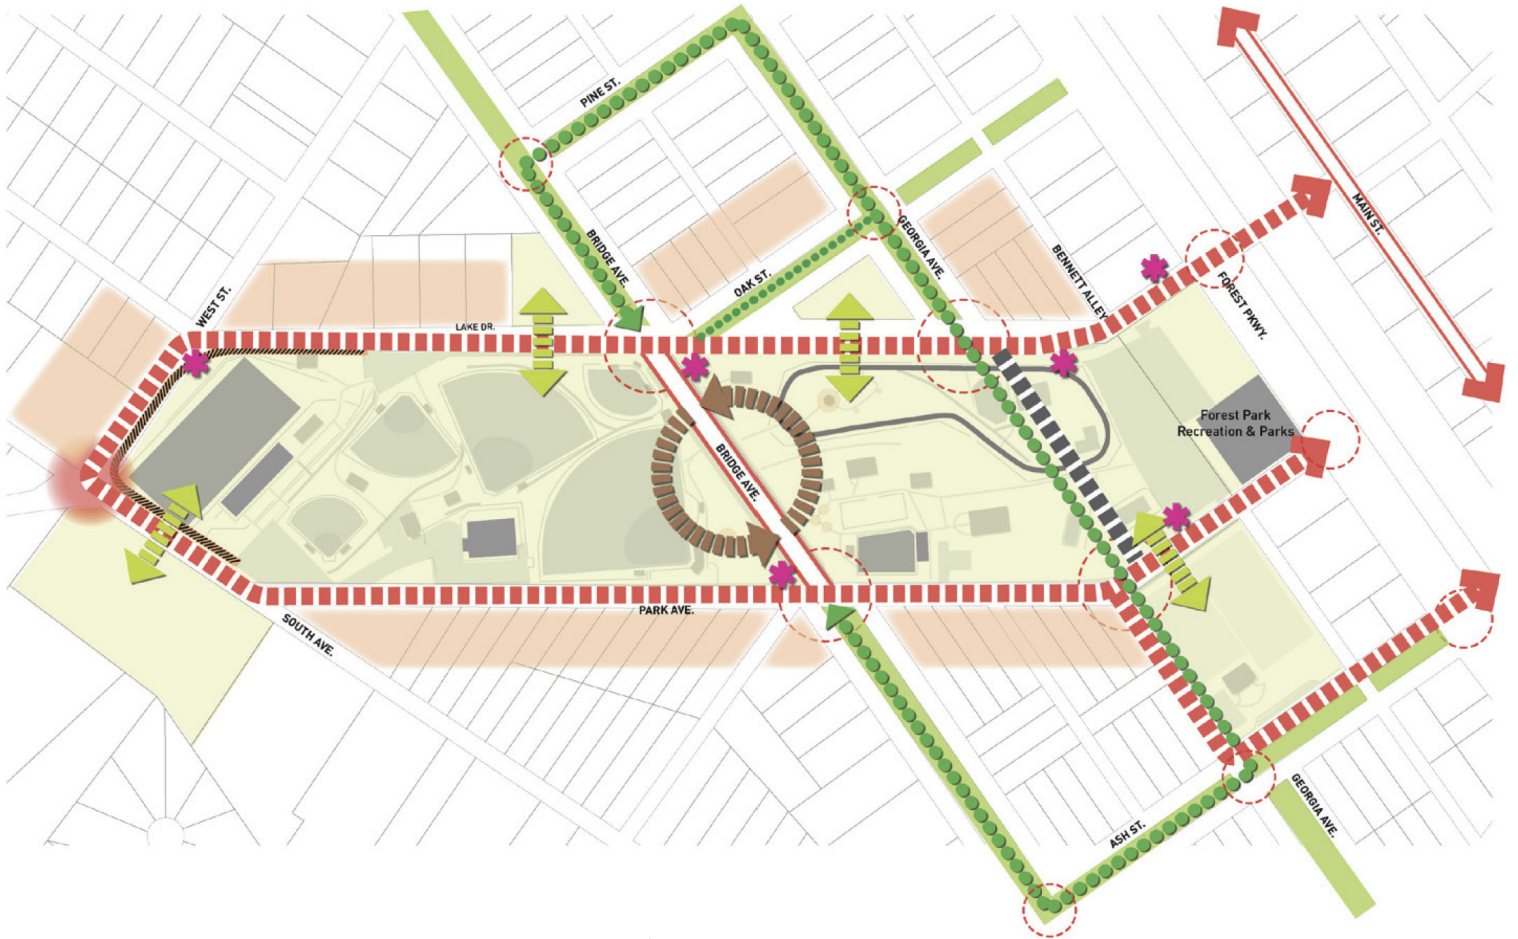 PINE ST.
MAIN ST.
BRIDGE AVE.
GEORGIA AVE.
BENNETT ALLEY
OAK ST.
WEST ST.
FOREST PKWY.
LAKE DR.
Forest Park
Recreation & Parks
BRIDGE AVE.
PARK AVE.
SOUTH AVE.
GEORGIA AVE.
ASH ST.